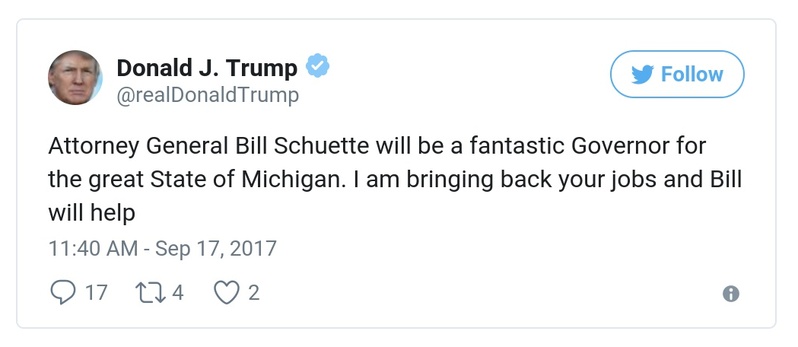 Donald J. Trump
@realDonaldTrump
Follow
Attorney General Bill Schuette will be a fantastic Governor for
the great State of Michigan. I am bringing back your jobs and Bill
will help
11:40 AM - Sep 17, 2017
17 4 2